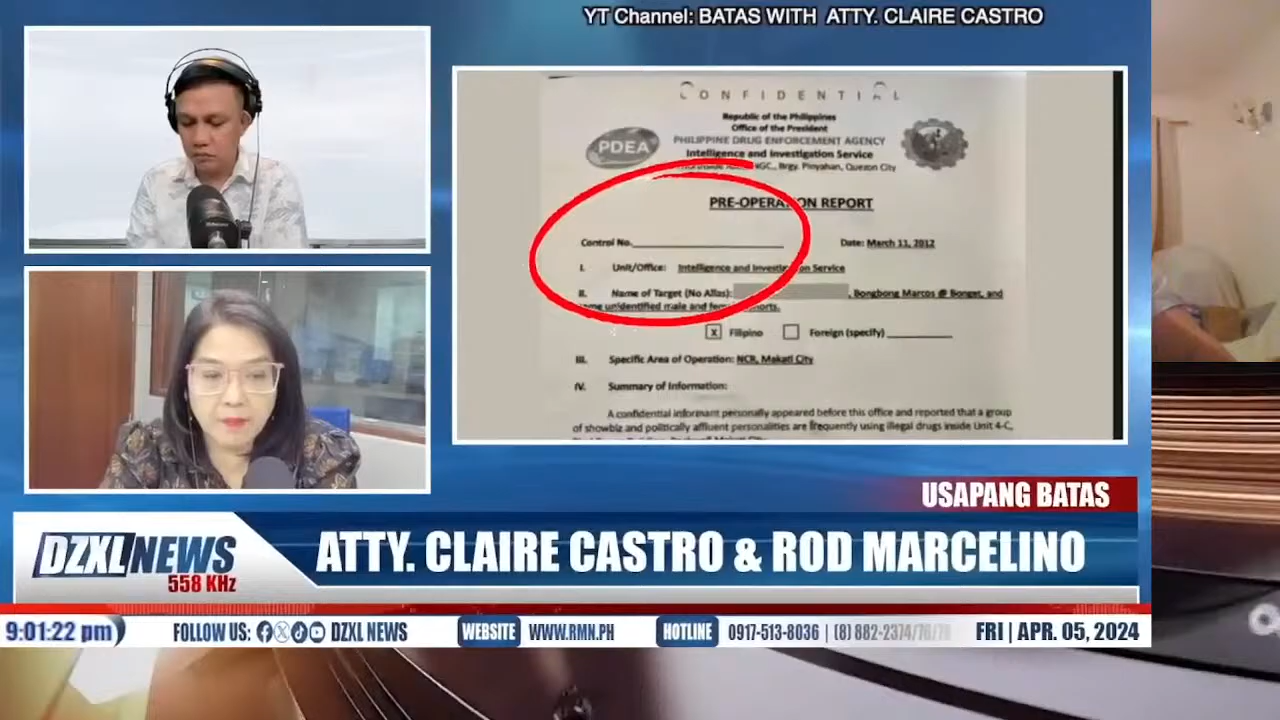 YT Channel: BATAS WITH ATTY. CLAIRE CASTRO
CONFIDENTIAL
Republic of the Philippines
Office of the President
PDEA
PHILIPPINE DRUG ENFORCEMENT AGENCY
Intelligence and Investigation Service
NGC., Brgy. Pinyahan, Quezon City
PRE-OPERATION REPORT
Control No.
Date: March 11, 2012
I. Unit/Office: Intelligence and Investigation Service
II. Name of Target (No Alias): , Bongbong Marcos @ Bonget, and
unidentified male and
x Filipino Foreign (specify)
III. Specific Area of Operation: NCR, Makati City
IV. Summary of Information:
A confidential informant personally appeared before this office and reported that a group
of showbiz and politically affluent personalities are frequently using illegal drugs inside Unit 4-C,
USAPANG BATAS
DZXL NEWS
558 KHz
ATTY. CLAIRE CASTRO & ROD MARCELINO
9:01:22 pm
FOLLOW US: DZXL NEWS
WEBSITE WWW.RMN.PH
HOTLINE 0917-513-8036 | (8) 882-2374/76/
FRI | APR. 05, 2024